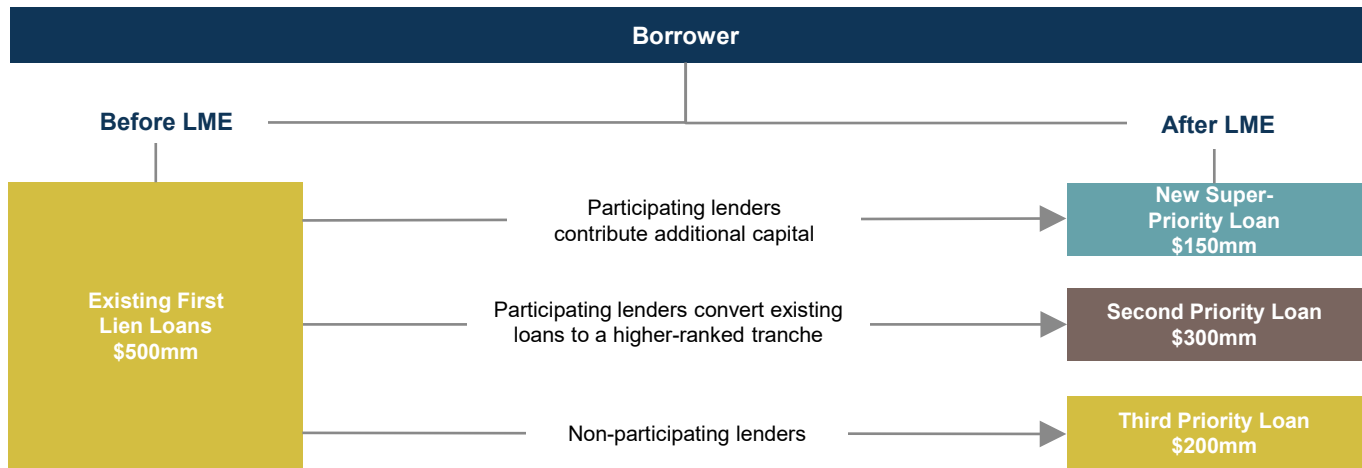 Borrower
Before LME
After LME
Existing First
Lien Loans
$500mm
Participating lenders
contribute additional capital
New Super-
Priority Loan
$150mm
Participating lenders convert existing
loans to a higher-ranked tranche
Second Priority Loan
$300mm
Non-participating lenders
Third Priority Loan
$200mm